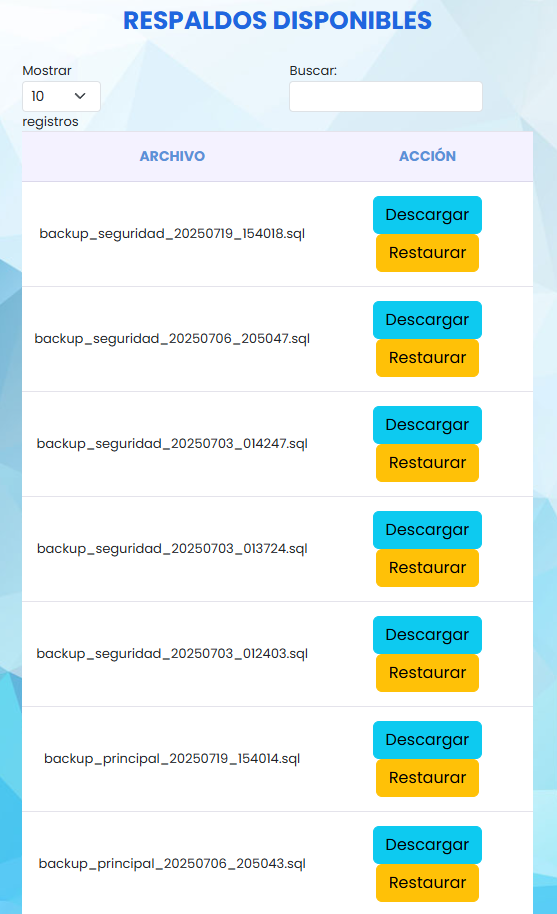 RESPALDOS DISPONIBLES
Mostrar
10
registros
Buscar:
ARCHIVO ACCIÓN
backup_seguridad_20250719_154018.sql
Descargar
Restaurar
backup_seguridad_20250706_205047.sql
Descargar
Restaurar
backup_seguridad_20250703_014247.sql
Descargar
Restaurar
backup_seguridad_20250703_013724.sql
Descargar
Restaurar
backup_seguridad_20250703_012403.sql
Descargar
Restaurar
backup_principal_20250719_154014.sql
Descargar
Restaurar
backup_principal_20250706_205043.sql
Descargar
Restaurar